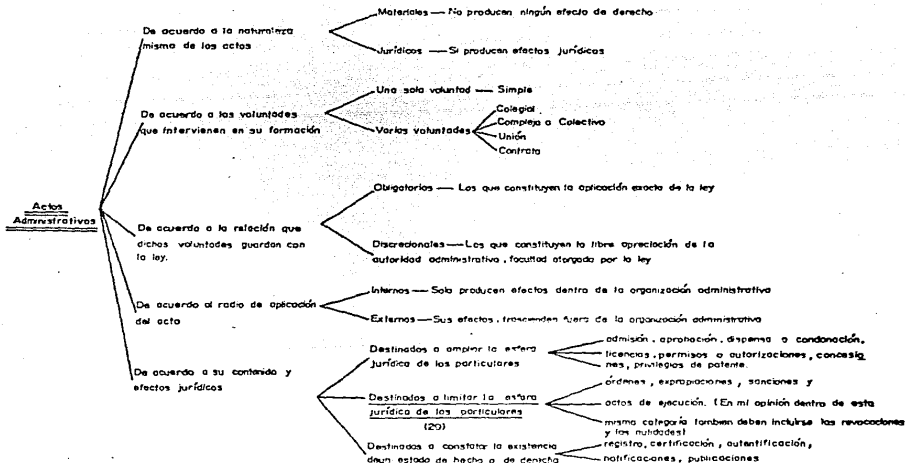 Actos
Administrativos
De acuerdo a la naturaleza
misma de los actos
Materiales — No producen ningún efecto de derecho
Jurídicos — Si producen efectos jurídicos
De acuerdo a las voluntades
que intervienen en su formación
Una sola voluntad — Simple
Varias voluntades
Colegial
Compleja o Colectivo
Unión
Contrato
De acuerdo a la relación que
dichas voluntades guardan con
la ley.
Obligatorios — Los que constituyen la aplicación exacta de la ley
Discrecionales — Los que constituyen la libre apreciación de la
autoridad administrativa, facultad otorgada por la ley
De acuerdo al radio de aplicación
del acto
Internos — Solo producen efectos dentro de la organización administrativa
Externos — Sus efectos, trascienden fuera de la organización administrativa
De acuerdo a su contenido y
efectos jurídicos
Destinados a ampliar la esfera
jurídica de los particulares
admisión, aprobación, dispensa o condonación,
licencias, permisos o autorizaciones, concesio
nes, privilegios de patente.
Destinados a limitar la esfera
jurídica de los particulares
(20)
órdenes, expropiaciones, sanciones y
actos de ejecución. (En mi opinión dentro de esta
misma categoría tambien deben incluirse las revocaciones
y las nulidades)
Destinados a constatar la existencia
de un estado de hecho o de derecho
registro, certificación, autentificación,
notificaciones, publicaciones